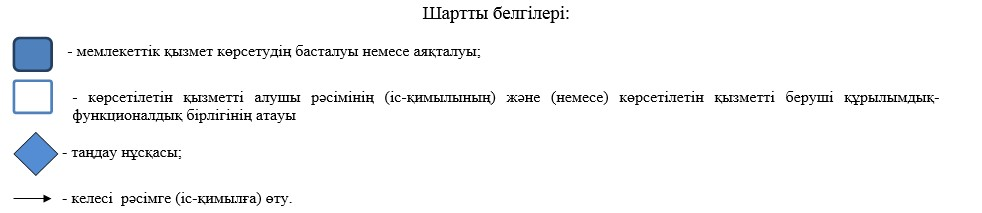 Шартты белгілері:
- мемлекеттік қызмет көрсетудің басталуы немесе аяқталуы;
- көрсетілетін қызметті алушы рәсімінің (іс-қимылының) және (немесе) көрсетілетін қызметті беруші құрылымдық-
функционалдық бірлігінің атауы
- таңдау нұсқасы;
- келесі рәсімге (іс-қимылға) өту.